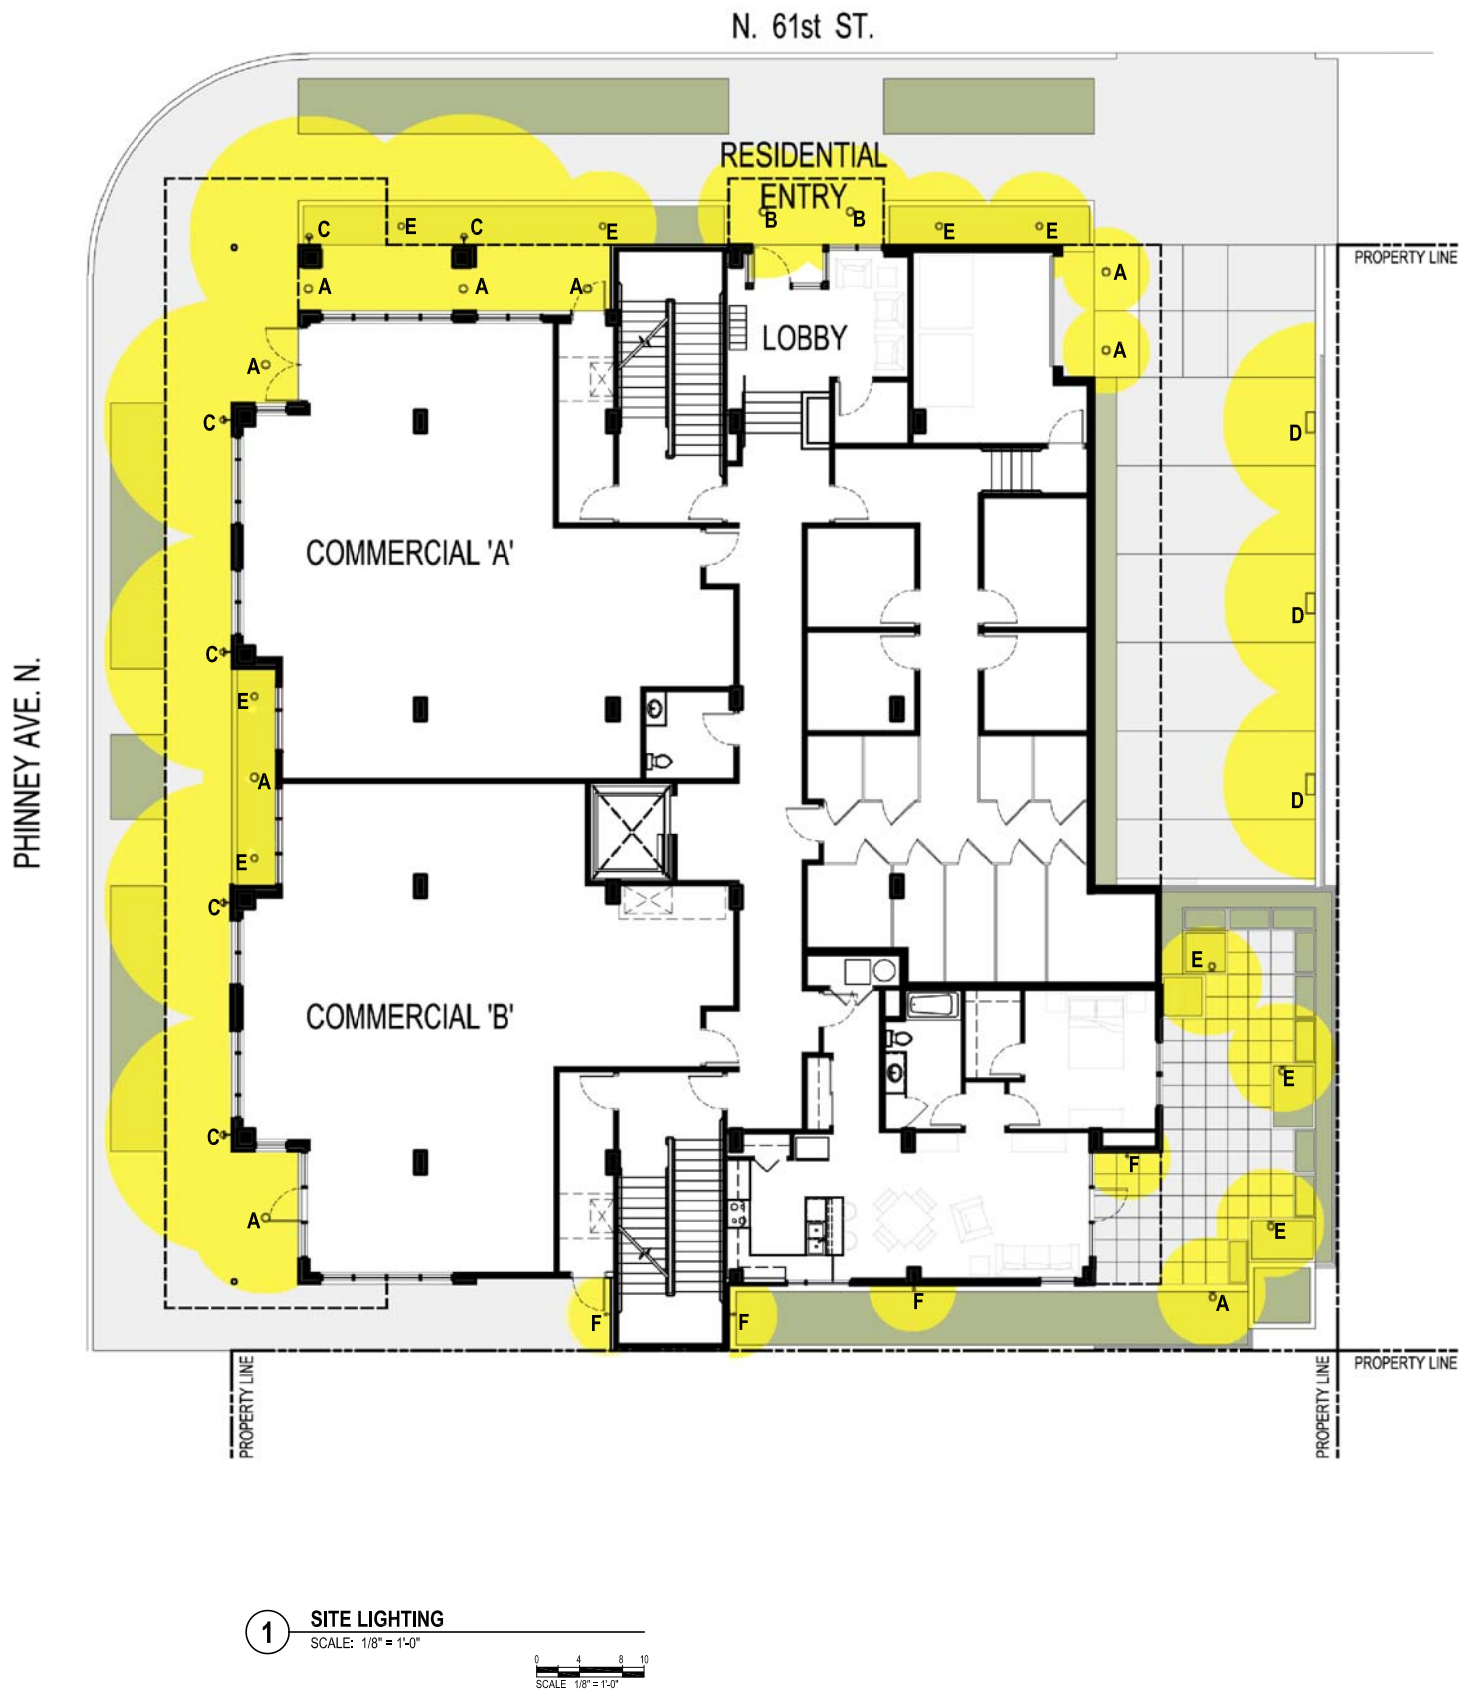 N. 61st ST.
RESIDENTIAL
ENTRY
B
B
C
E
C
E
E
E
PROPERTY LINE
A
A
A
A
LOBBY
A
A
C
D
COMMERCIAL 'A'
D
C
PHINNEY AVE. N.
E
A
D
E
C
E
COMMERCIAL 'B'
E
C
F
A
E
A
F
F
F
PROPERTY LINE
PROPERTY LINE
PROPERTY LINE
1
SITE LIGHTING
SCALE: 1/8" = 1'-0"
0 4 8 10
SCALE 1/8" = 1'-0"